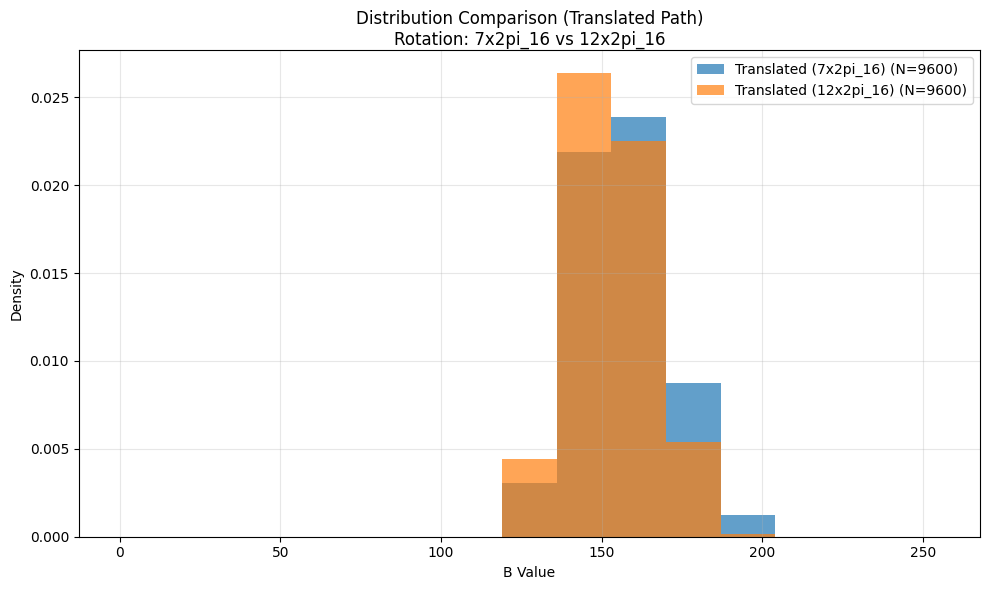 Distribution Comparison (Translated Path)
Rotation: 7x2pi_16 vs 12x2pi_16
Translated (7x2pi_16) (N=9600)
Translated (12x2pi_16) (N=9600)
Density
0.025
0.020
0.015
0.010
0.005
0.000
0 50 100 150 200 250
B Value